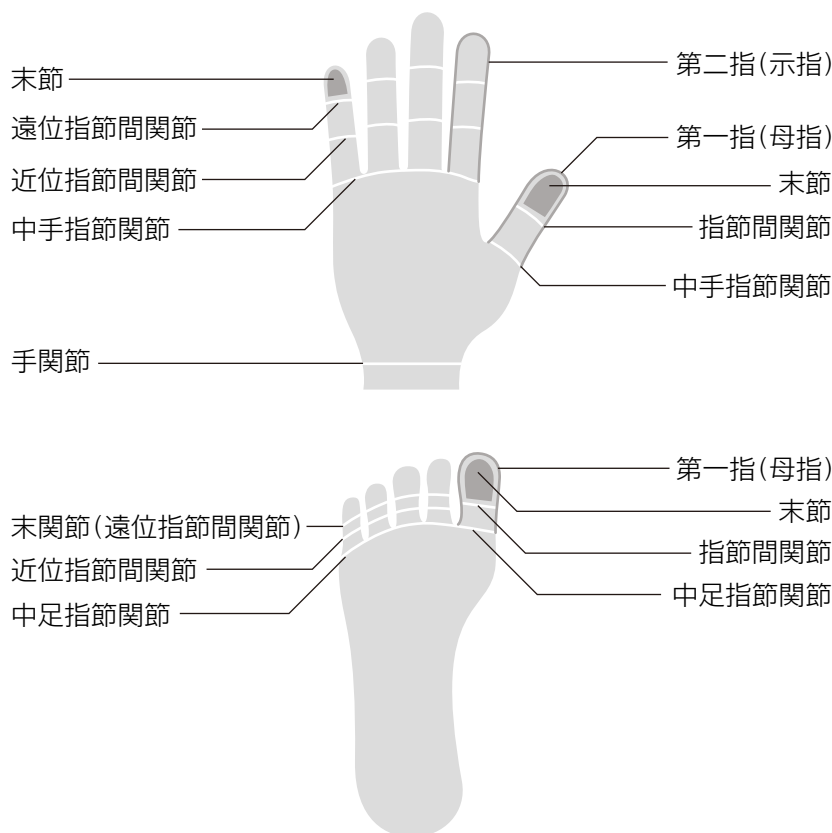 末節
遠位指節間関節
近位指節間関節
中手指節関節
手関節
第二指(示指)
第一指(母指)
末節
指節間関節
中手指節関節
末関節(遠位指節間関節)
近位指節間関節
中足指節関節
第一指(母指)
末節
指節間関節
中足指節関節